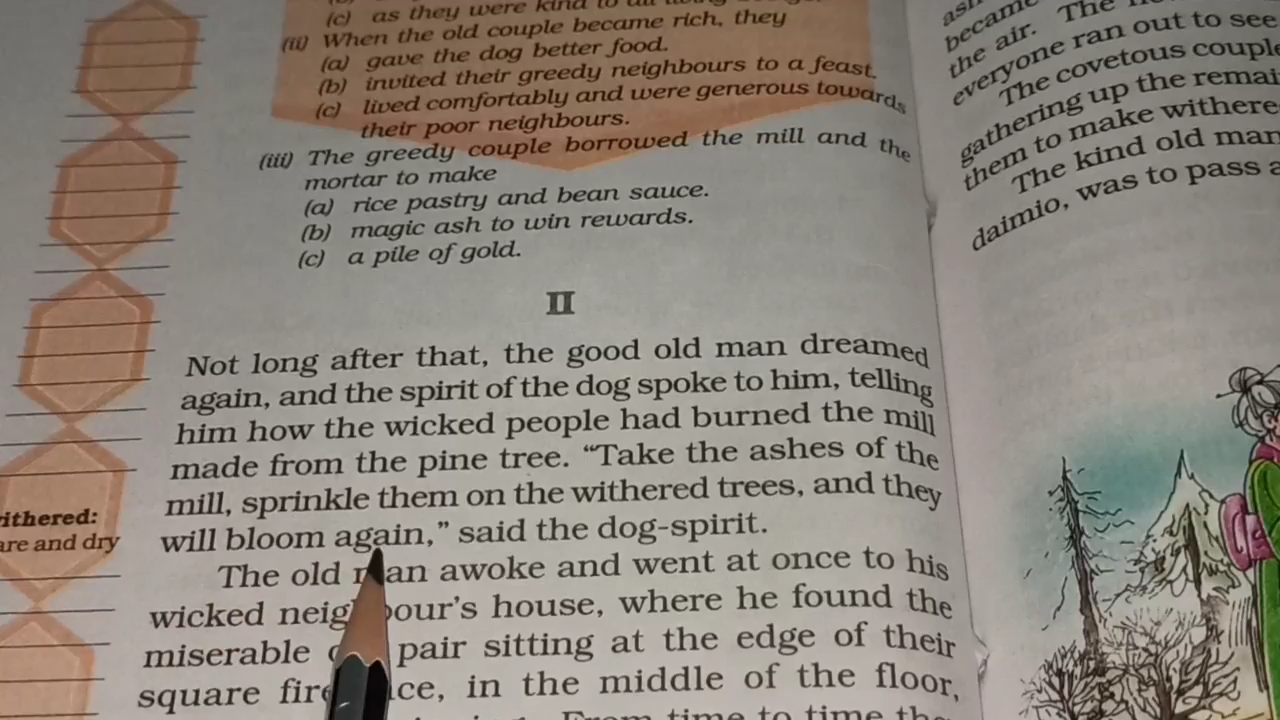 (c) as they were kind to all living
(ii) When the old couple became rich, they
(a) gave the dog better food.
(b) invited their greedy neighbours to a feast.
(c) lived comfortably and were generous towards
their poor neighbours.
(iii) The greedy couple borrowed the mill and the
mortar to make
(a) rice pastry and bean sauce.
(b) magic ash to win rewards.
(c) a pile of gold.
II
Not long after that, the good old man dreamed
again, and the spirit of the dog spoke to him, telling
him how the wicked people had burned the mill
made from the pine tree. “Take the ashes of the
mill, sprinkle them on the withered trees, and they
will bloom again,” said the dog-spirit.
The old man awoke and went at once to his
wicked neighbour’s house, where he found the
miserable pair sitting at the edge of their
square fire ce, in the middle of the floor,
From time to time the
ithered:
are and dry
ash
became
the air. The
everyone ran out to see
The covetous couple
gathering up the remai
them to make withere
The kind old man
daimio, was to pass a